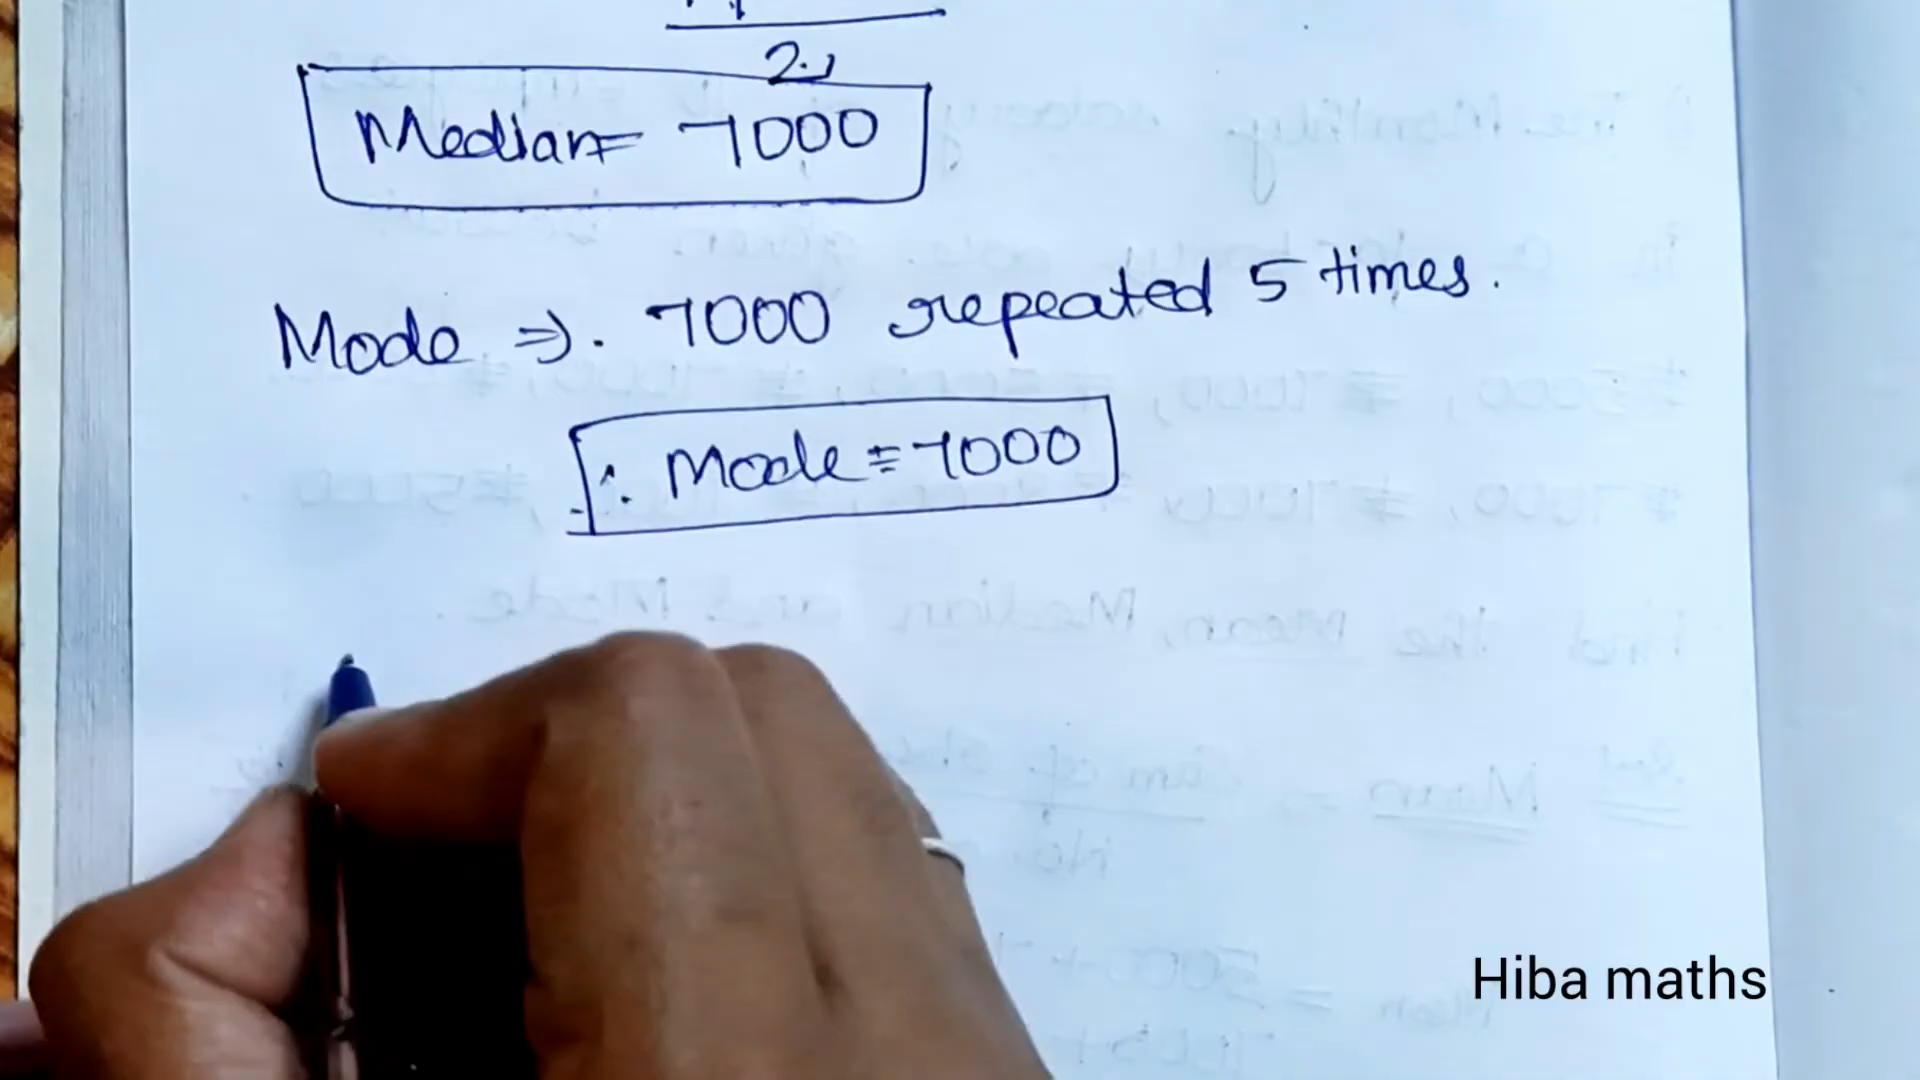 2
Median = 7000
Mode ⇒. 7000 repeated 5 times.
∴ Mode = 7000
Hiba maths